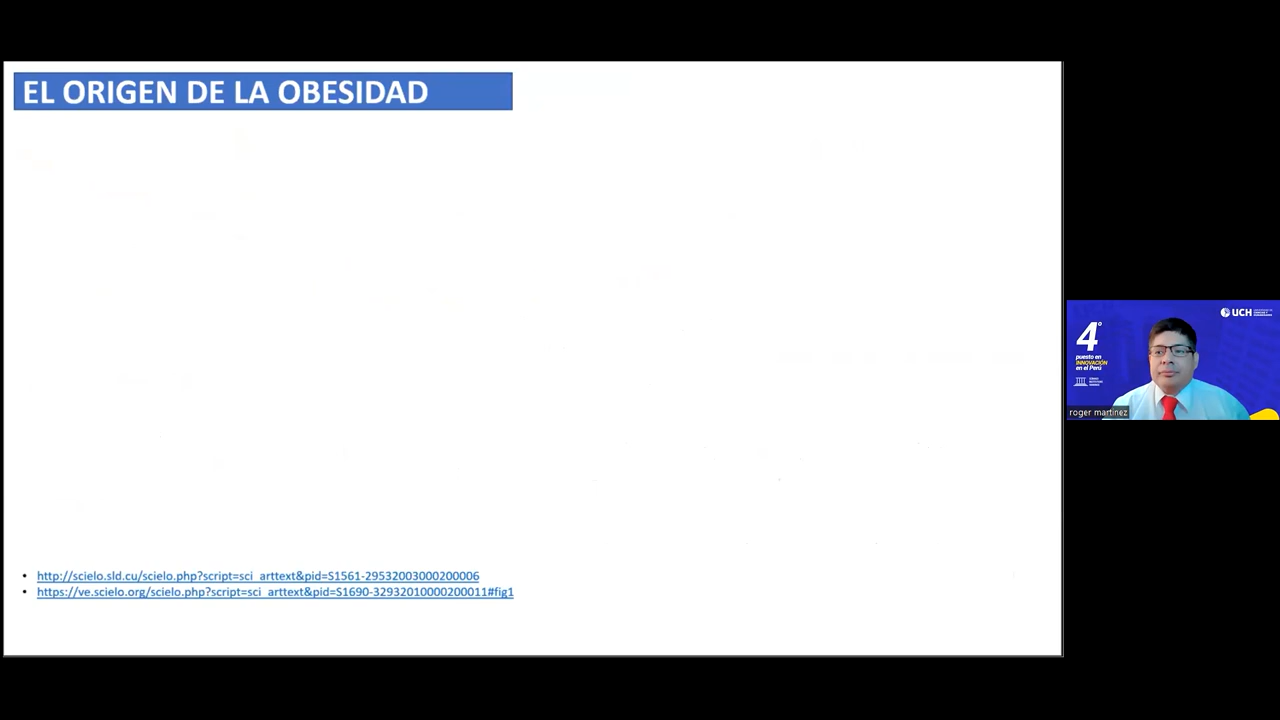 EL ORIGEN DE LA OBESIDAD
• http://scielo.sld.cu/scielo.php?script=sci_arttext&pid=S1561-29532003000200006
• https://ve.scielo.org/scielo.php?script=sci_arttext&pid=S1690-32932010000200011#fig1
UCH
4°
puesto en
INNOVACIÓN
en el Perú
roger martinez